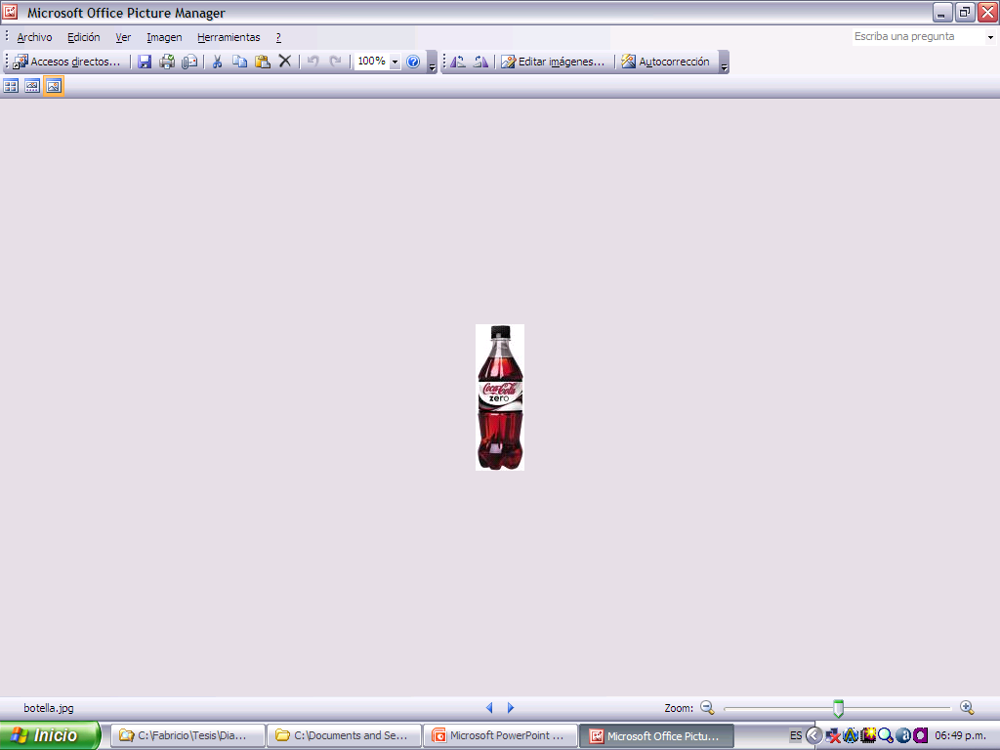 Microsoft Office Picture Manager
Archivo Edición Ver Imagen Herramientas ?
Escriba una pregunta
Accesos directos... 100% Editar imágenes... Autocorrección
Coca-Cola
zero
botella.jpg Zoom:
Inicio C:\Fabricio\Tesis\Dia... C:\Documents and Se... Microsoft PowerPoint ... Microsoft Office Pictu... ES 06:49 p.m.